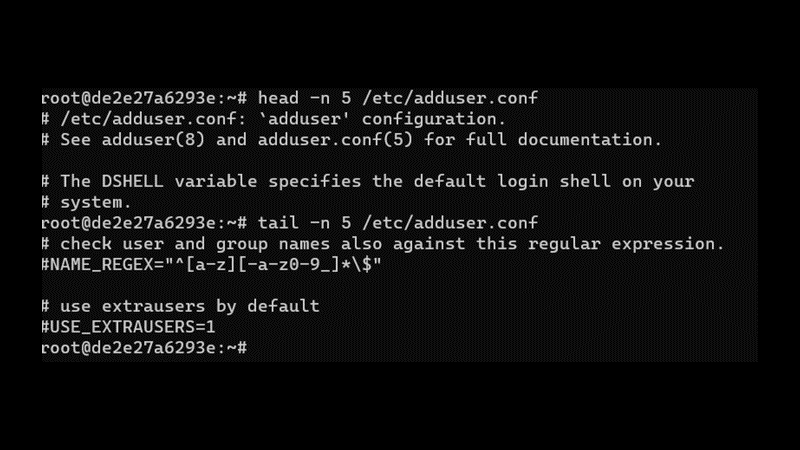 root@de2e27a6293e:~# head -n 5 /etc/adduser.conf
# /etc/adduser.conf: `adduser' configuration.
# See adduser(8) and adduser.conf(5) for full documentation.
# The DSHELL variable specifies the default login shell on your
# system.
root@de2e27a6293e:~# tail -n 5 /etc/adduser.conf
# check user and group names also against this regular expression.
#NAME_REGEX="^[a-z][-a-z0-9_]*\$"
# use extrausers by default
#USE_EXTRAUSERS=1
root@de2e27a6293e:~#